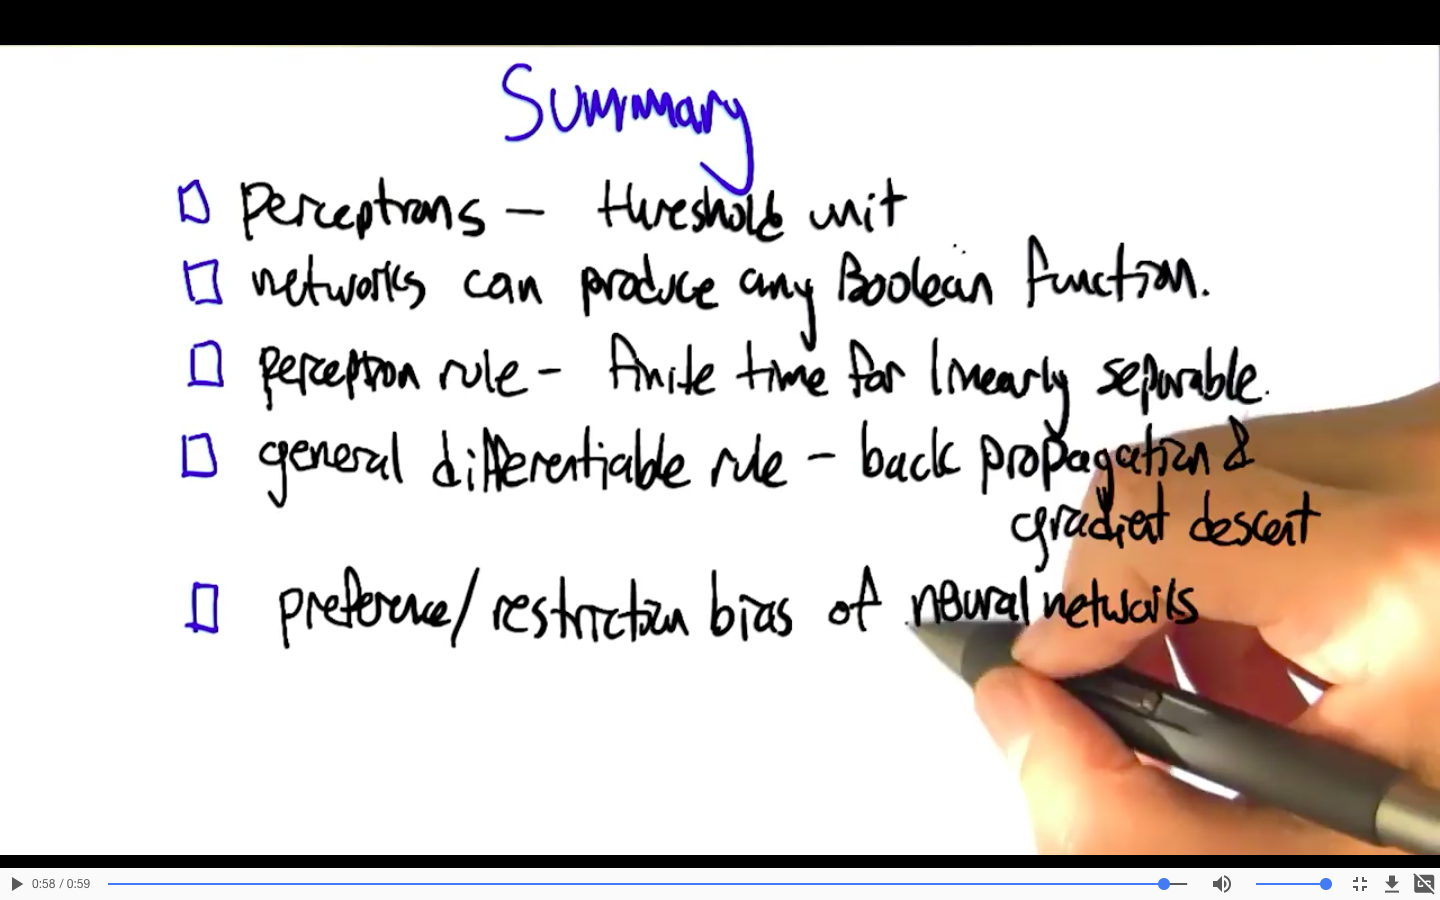 Summary
perceptrons - threshold unit
networks can produce any Boolean function.
perceptron rule - finite time for linearly separable.
general differentiable rule - back propagation &
gradient descent
preference/restriction bias of neural networks
0:58 / 0:59